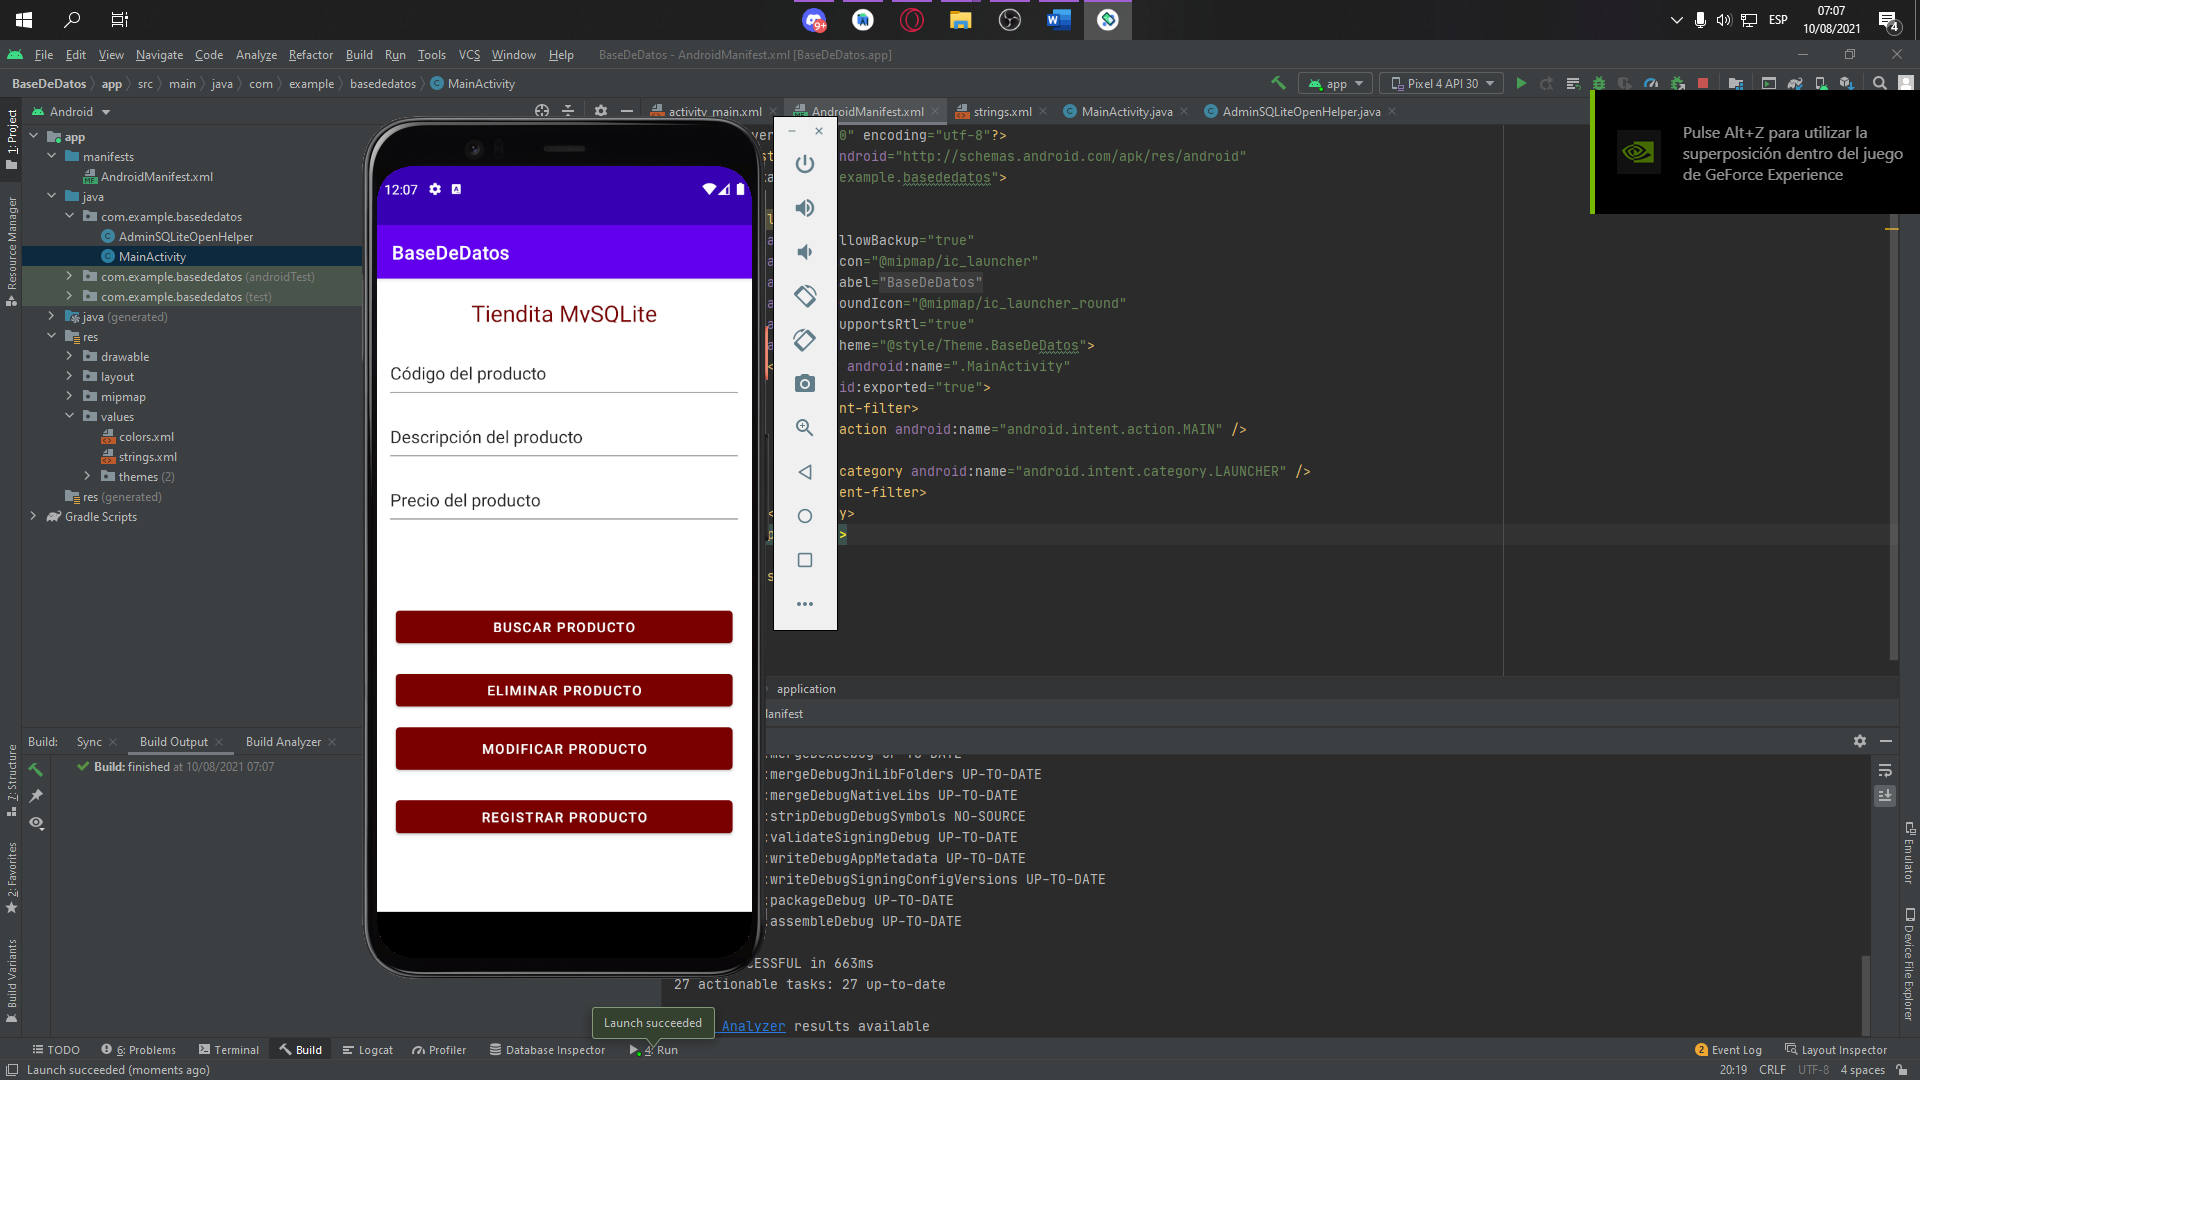 9+
ESP
07:07
10/08/2021
4
File Edit View Navigate Code Analyze Refactor Build Run Tools VCS Window Help BaseDeDatos - AndroidManifest.xml [BaseDeDatos.app]
BaseDeDatos app src main java com example basededatos MainActivity
app Pixel 4 API 30
Android
activity_main.xml AndroidManifest.xml strings.xml MainActivity.java AdminSQLiteOpenHelper.java
1: Project
Resource Manager
app
manifests
AndroidManifest.xml
java
com.example.basededatos
AdminSQLiteOpenHelper
MainActivity
com.example.basededatos (androidTest)
com.example.basededatos (test)
java (generated)
res
drawable
layout
mipmap
values
colors.xml
strings.xml
themes (2)
res (generated)
Gradle Scripts
12:07
BaseDeDatos
Tiendita MySQLite
Código del producto
Descripción del producto
Precio del producto
BUSCAR PRODUCTO
ELIMINAR PRODUCTO
MODIFICAR PRODUCTO
REGISTRAR PRODUCTO
0" encoding="utf-8"?>
ndroid="http://schemas.android.com/apk/res/android"
example.basededatos">
llowBackup="true"
con="@mipmap/ic_launcher"
abel="BaseDeDatos"
oundIcon="@mipmap/ic_launcher_round"
upportsRtl="true"
heme="@style/Theme.BaseDeDatos">
android:name=".MainActivity"
id:exported="true">
nt-filter>
action android:name="android.intent.action.MAIN" />
category android:name="android.intent.category.LAUNCHER" />
ent-filter>
y>
>
Pulse Alt+Z para utilizar la
superposición dentro del juego
de GeForce Experience
application
Manifest
Build: Sync Build Output Build Analyzer
Build: finished at 10/08/2021 07:07
:mergeDexDebug UP-TO-DATE
:mergeDebugJniLibFolders UP-TO-DATE
:mergeDebugNativeLibs UP-TO-DATE
:stripDebugDebugSymbols NO-SOURCE
:validateSigningDebug UP-TO-DATE
:writeDebugAppMetadata UP-TO-DATE
:writeDebugSigningConfigVersions UP-TO-DATE
:packageDebug UP-TO-DATE
:assembleDebug UP-TO-DATE
CESSFUL in 663ms
27 actionable tasks: 27 up-to-date
Analyzer results available
Launch succeeded
7: Structure
2: Favorites
Build Variants
Emulator
Device File Explorer
TODO 6: Problems Terminal Build Logcat Profiler Database Inspector 4: Run 2 Event Log Layout Inspector
Launch succeeded (moments ago) 20:19 CRLF UTF-8 4 spaces